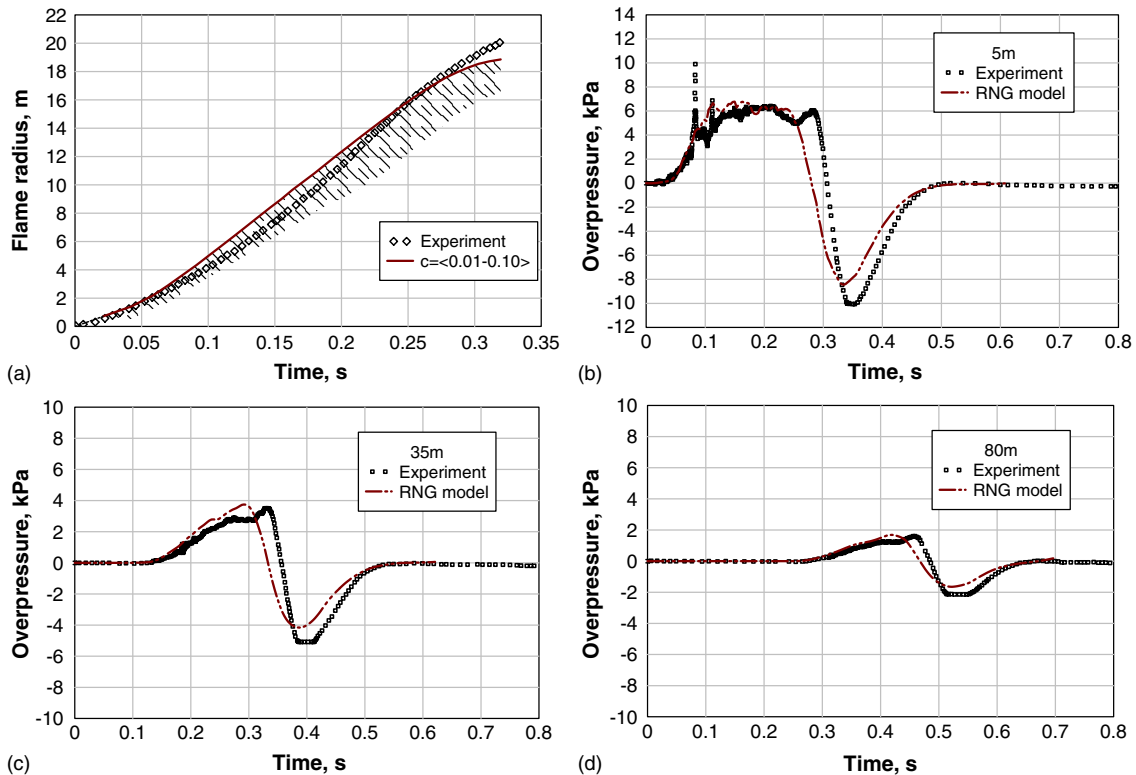 20
18
16
14
12
10
8
6
4
2
0
Flame radius, m
Experiment
c=<0.01-0.10>
0 0.05 0.1 0.15 0.2 0.25 0.3 0.35
(a)
Time, s
14
12
10
8
6
4
2
0
-2
-4
-6
-8
-10
-12
Overpressure, kPa
5m
Experiment
RNG model
0 0.1 0.2 0.3 0.4 0.5 0.6 0.7 0.8
(b)
Time, s
10
8
6
4
2
0
-2
-4
-6
-8
-10
Overpressure, kPa
35m
Experiment
RNG model
0 0.1 0.2 0.3 0.4 0.5 0.6 0.7 0.8
(c)
Time, s
10
8
6
4
2
0
-2
-4
-6
-8
-10
Overpressure, kPa
80m
Experiment
RNG model
0 0.1 0.2 0.3 0.4 0.5 0.6 0.7 0.8
(d)
Time, s